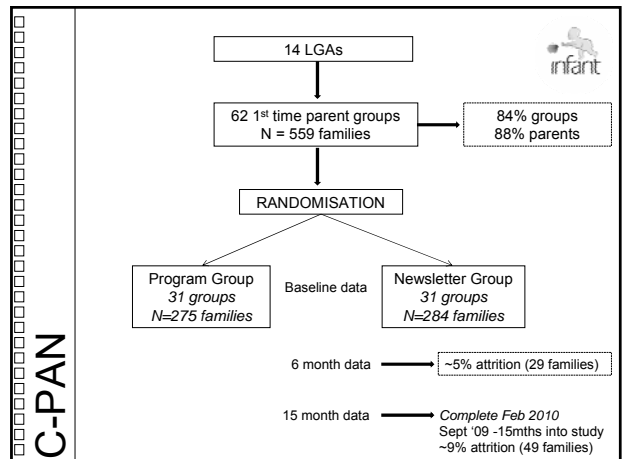 14 LGAs
infant
62 1st time parent groups
N = 559 families
84% groups
88% parents
RANDOMISATION
Program Group
31 groups
N=275 families
Baseline data
Newsletter Group
31 groups
N=284 families
6 month data
~5% attrition (29 families)
15 month data
Complete Feb 2010
Sept ‘09 -15mths into study
~9% attrition (49 families)
C-PAN